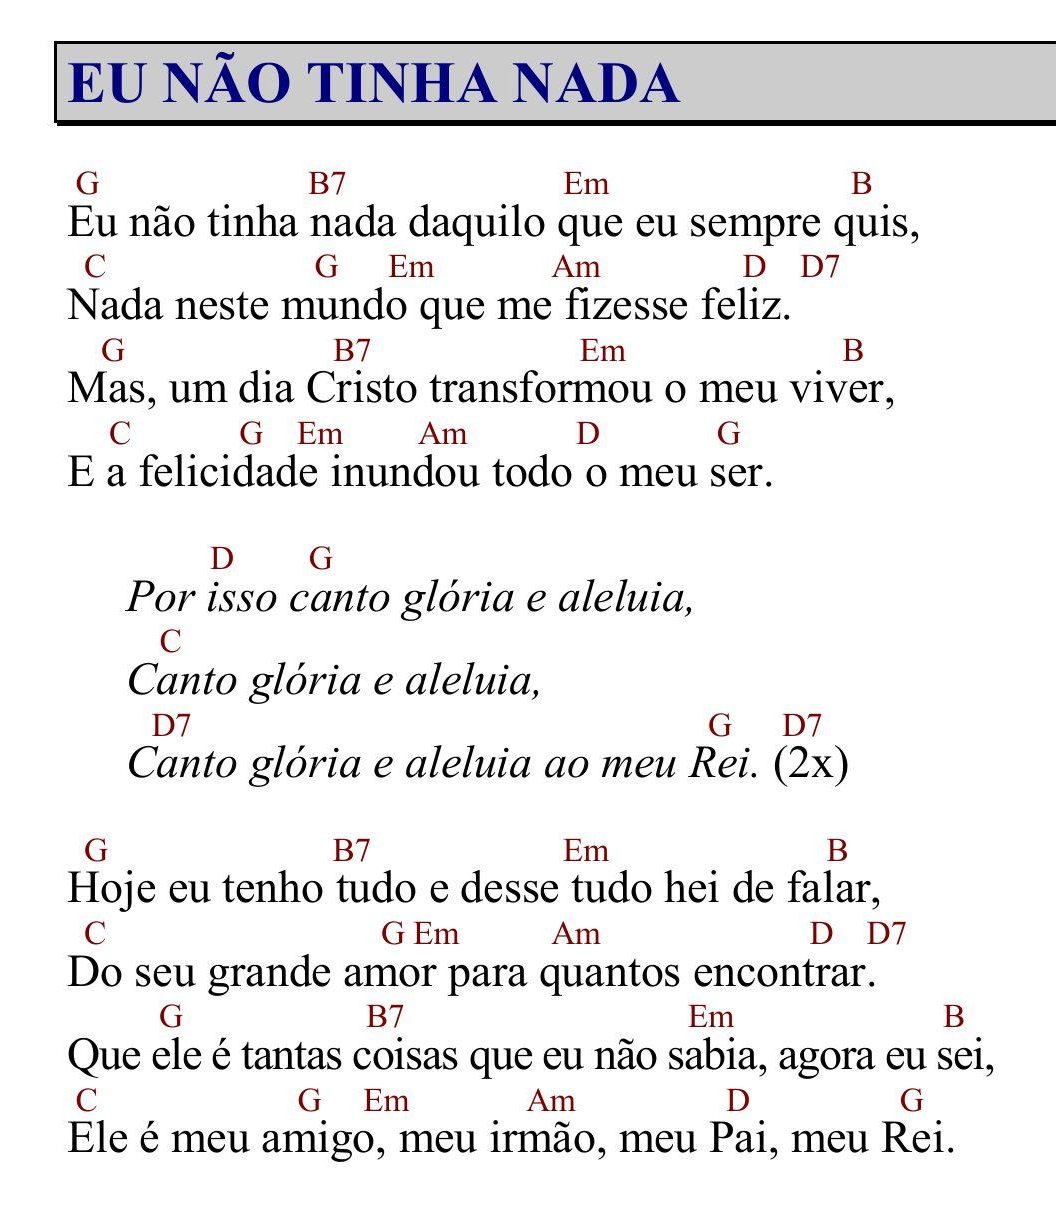 EU NÃO TINHA NADA
G B7 Em B
Eu não tinha nada daquilo que eu sempre quis,
C G Em Am D D7
Nada neste mundo que me fizesse feliz.
G B7 Em B
Mas, um dia Cristo transformou o meu viver,
C G Em Am D G
E a felicidade inundou todo o meu ser.
D G
Por isso canto glória e aleluia,
C
Canto glória e aleluia,
D7 G D7
Canto glória e aleluia ao meu Rei. (2x)
G B7 Em B
Hoje eu tenho tudo e desse tudo hei de falar,
C G Em Am D D7
Do seu grande amor para quantos encontrar.
G B7 Em B
Que ele é tantas coisas que eu não sabia, agora eu sei,
C G Em Am D G
Ele é meu amigo, meu irmão, meu Pai, meu Rei.